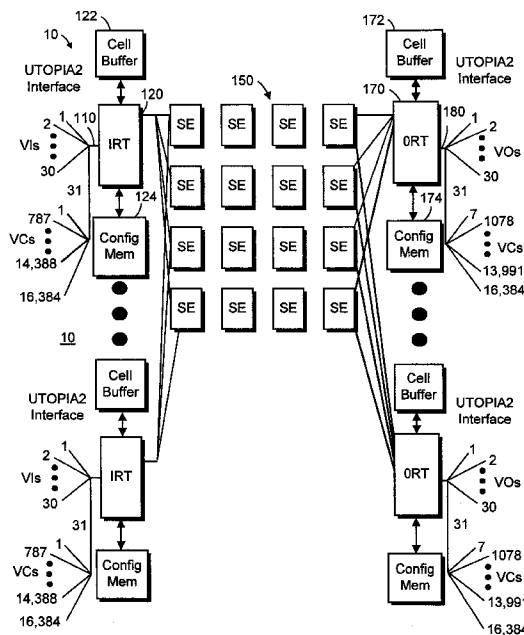 10
122
Cell
Buffer
172
Cell
Buffer
UTOPIA2
Interface
120
150
170
UTOPIA2
Interface
110
1
2
VIs
30
IRT
SE
SE
SE
SE
0RT
180
1
2
VOs
30
31
SE
SE
SE
SE
31
124
174
787
1
VCs
14,388
16,384
Config
Mem
SE
SE
SE
SE
Config
Mem
7
1078
VCs
13,991
16,384
SE
SE
SE
SE
10
Cell
Buffer
Cell
Buffer
UTOPIA2
Interface
UTOPIA2
Interface
1
2
VIs
30
IRT
0RT
1
2
VOs
30
31
31
787
1
VCs
14,388
16,384
Config
Mem
Config
Mem
7
1078
VCs
13,991
16,384